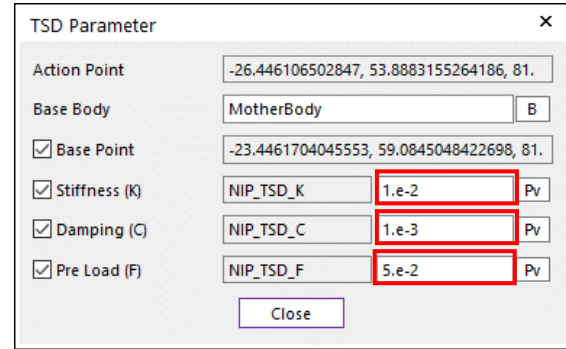 TSD Parameter ×
Action Point -26.446106502847, 53.8883155264186, 81.
Base Body MotherBody B
Base Point -23.4461704045553, 59.0845048422698, 81.
Stiffness (K) NIP_TSD_K 1.e-2 Pv
Damping (C) NIP_TSD_C 1.e-3 Pv
Pre Load (F) NIP_TSD_F 5.e-2 Pv
Close